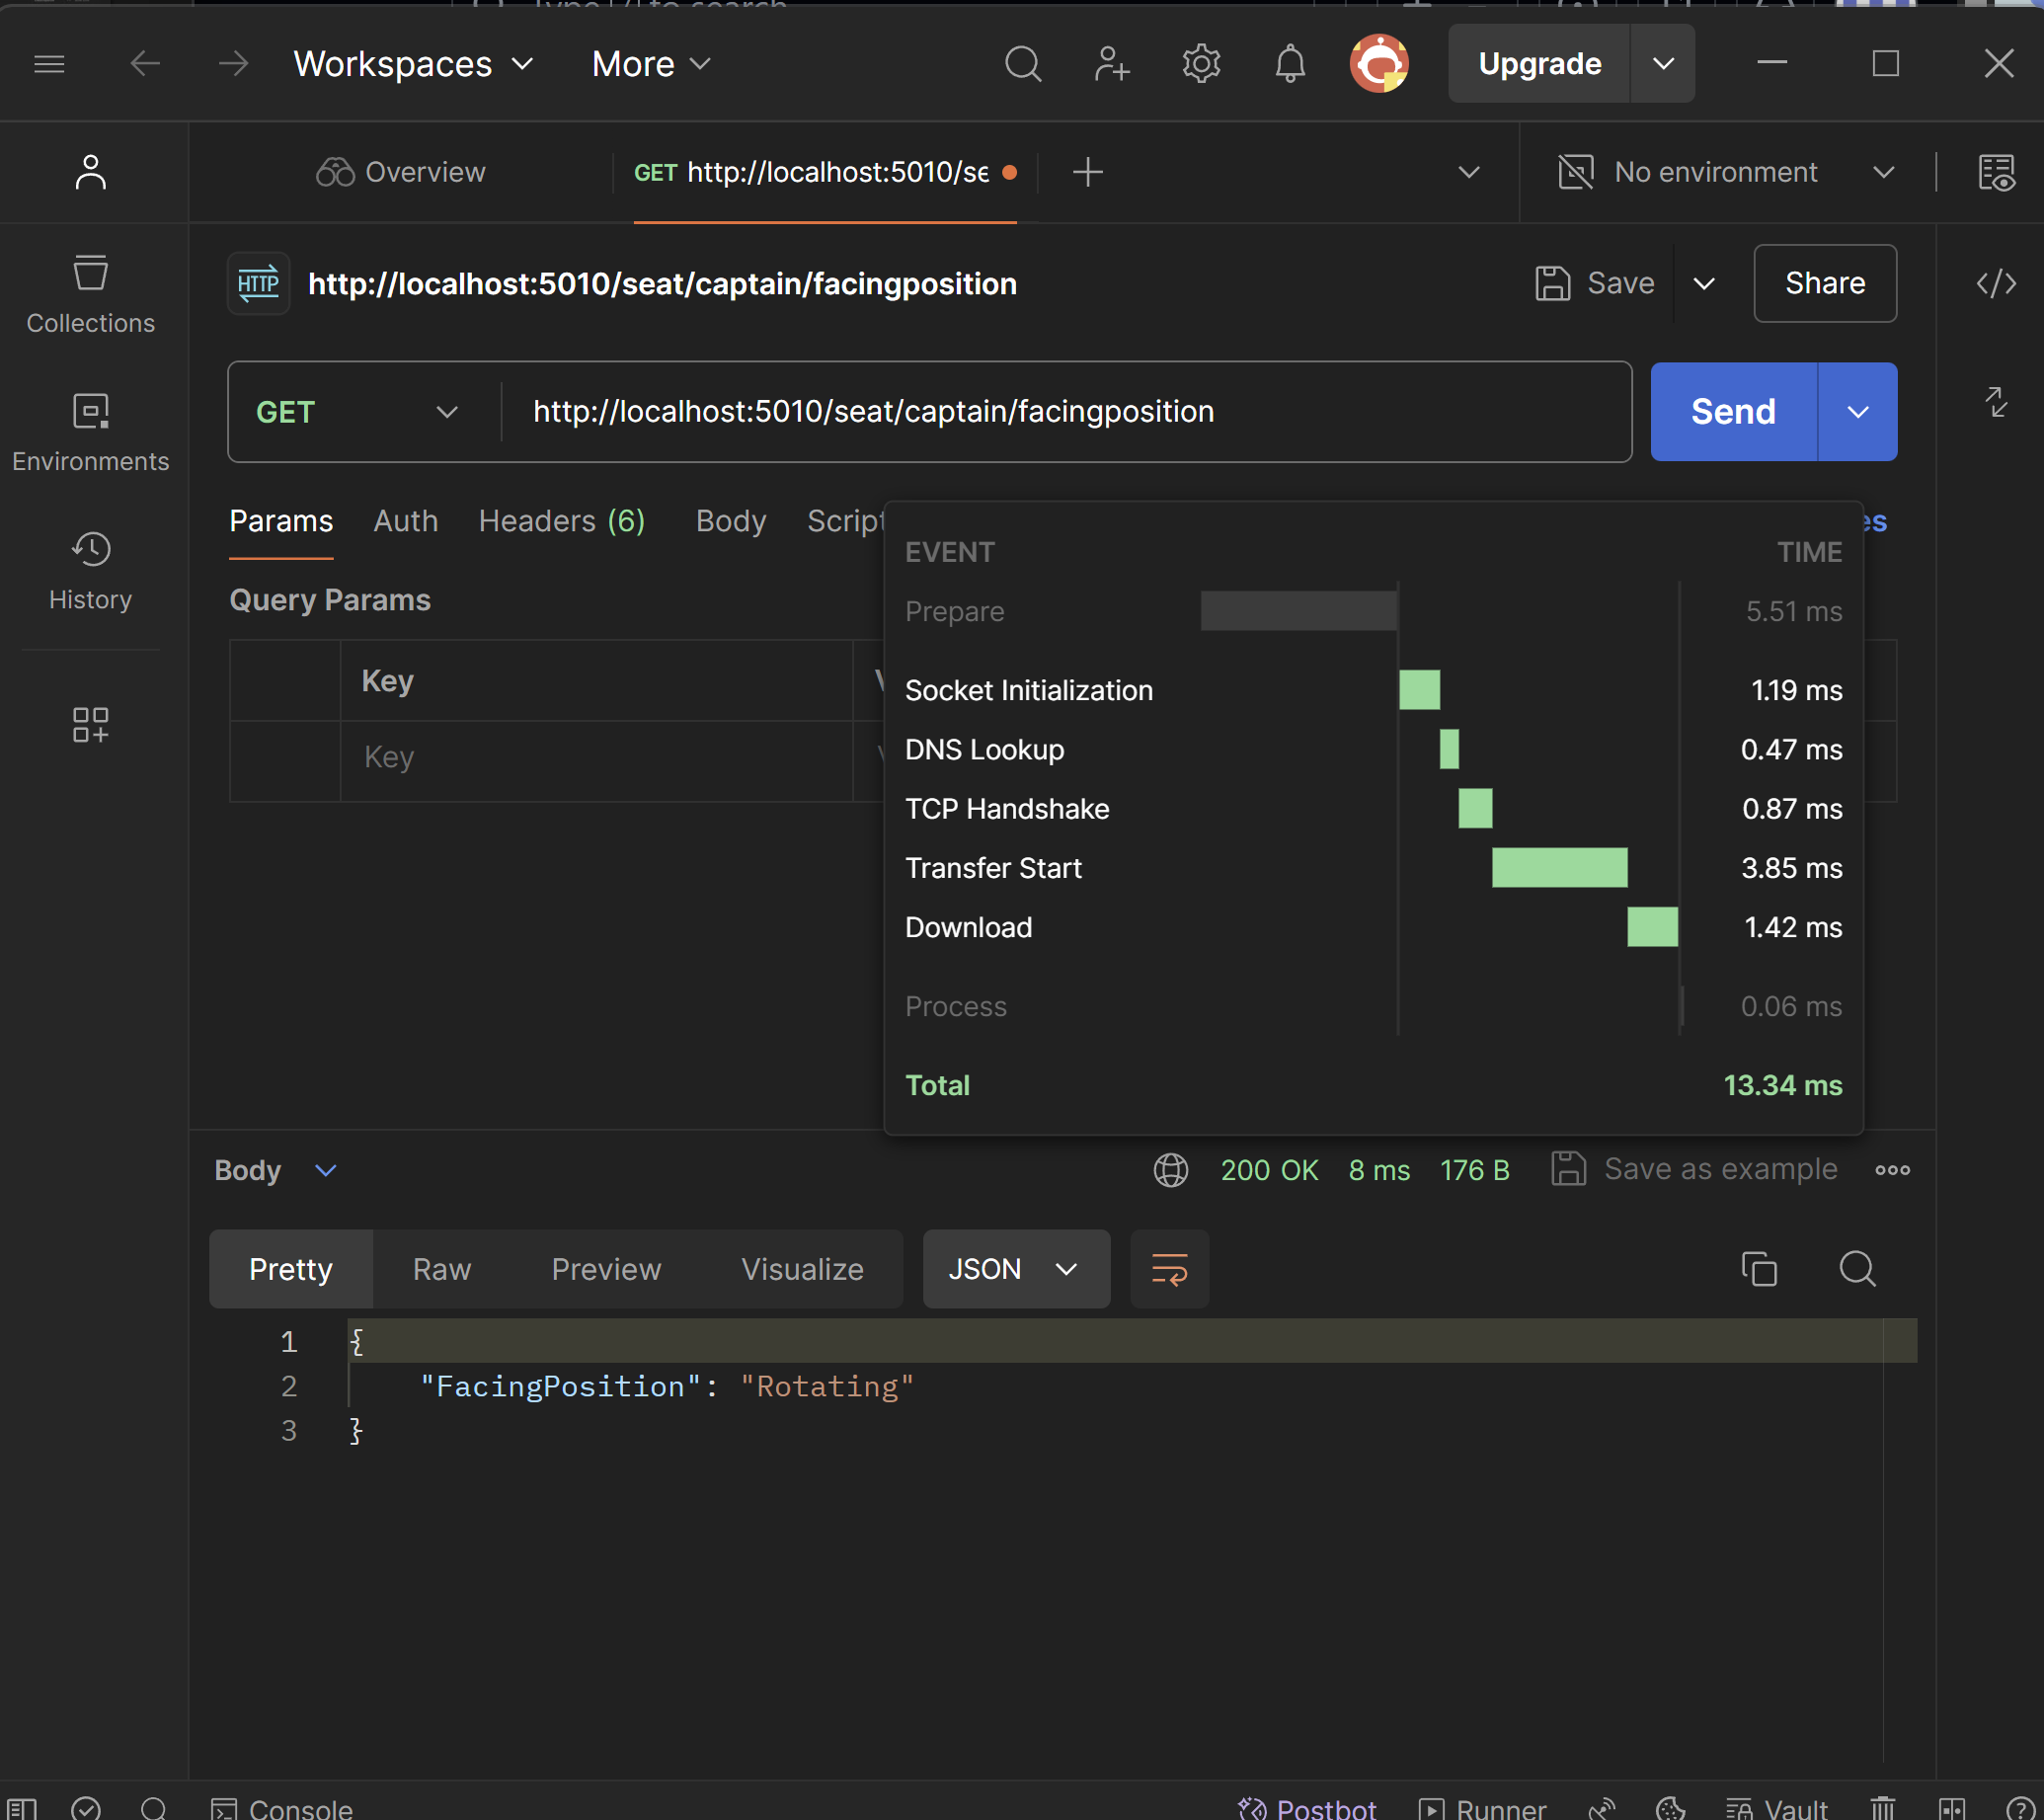 Workspaces More Upgrade
Overview GET http://localhost:5010/se No environment
HTTP http://localhost:5010/seat/captain/facingposition Save Share
GET http://localhost:5010/seat/captain/facingposition Send
Collections
Environments
History
Params Auth Headers (6) Body Script es
Query Params
Key
Key
EVENT TIME
Prepare 5.51 ms
Socket Initialization 1.19 ms
DNS Lookup 0.47 ms
TCP Handshake 0.87 ms
Transfer Start 3.85 ms
Download 1.42 ms
Process 0.06 ms
Total 13.34 ms
Body 200 OK 8 ms 176 B Save as example
Pretty Raw Preview Visualize JSON
1 {
2 "FacingPosition": "Rotating"
3 }
Console Postbot Runner Vault